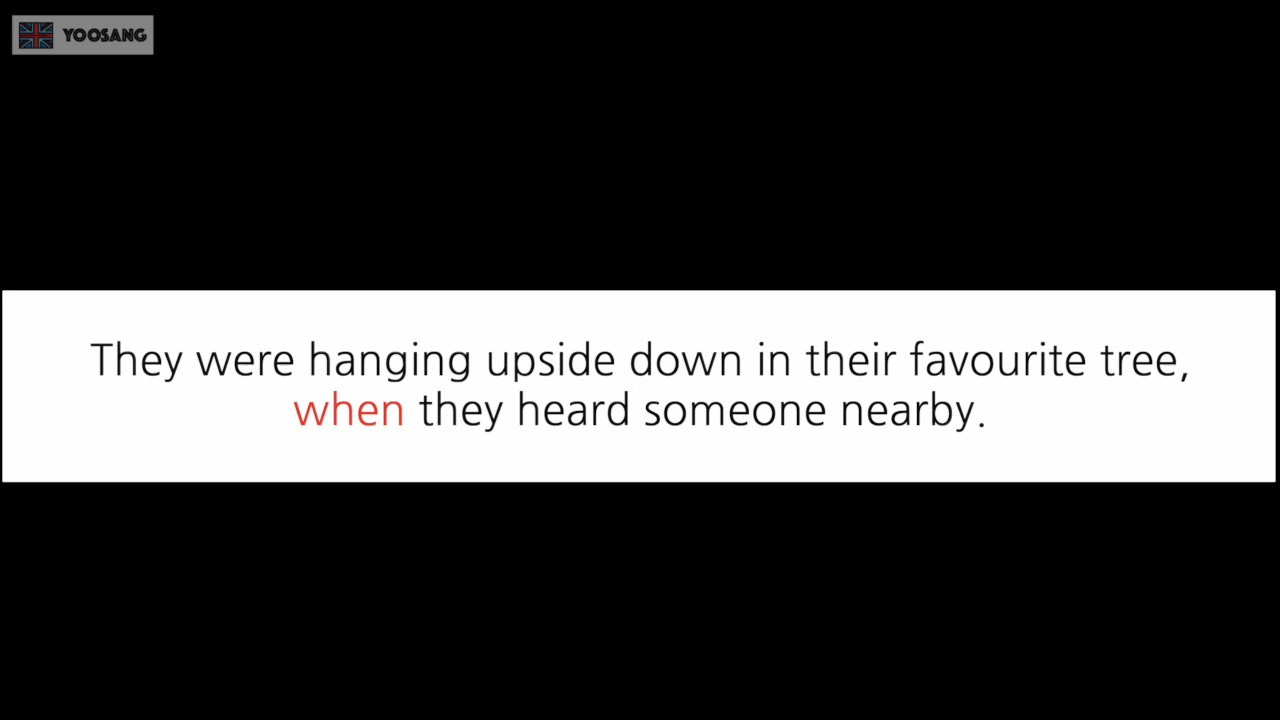 YOOSANG
They were hanging upside down in their favourite tree,
when they heard someone nearby.